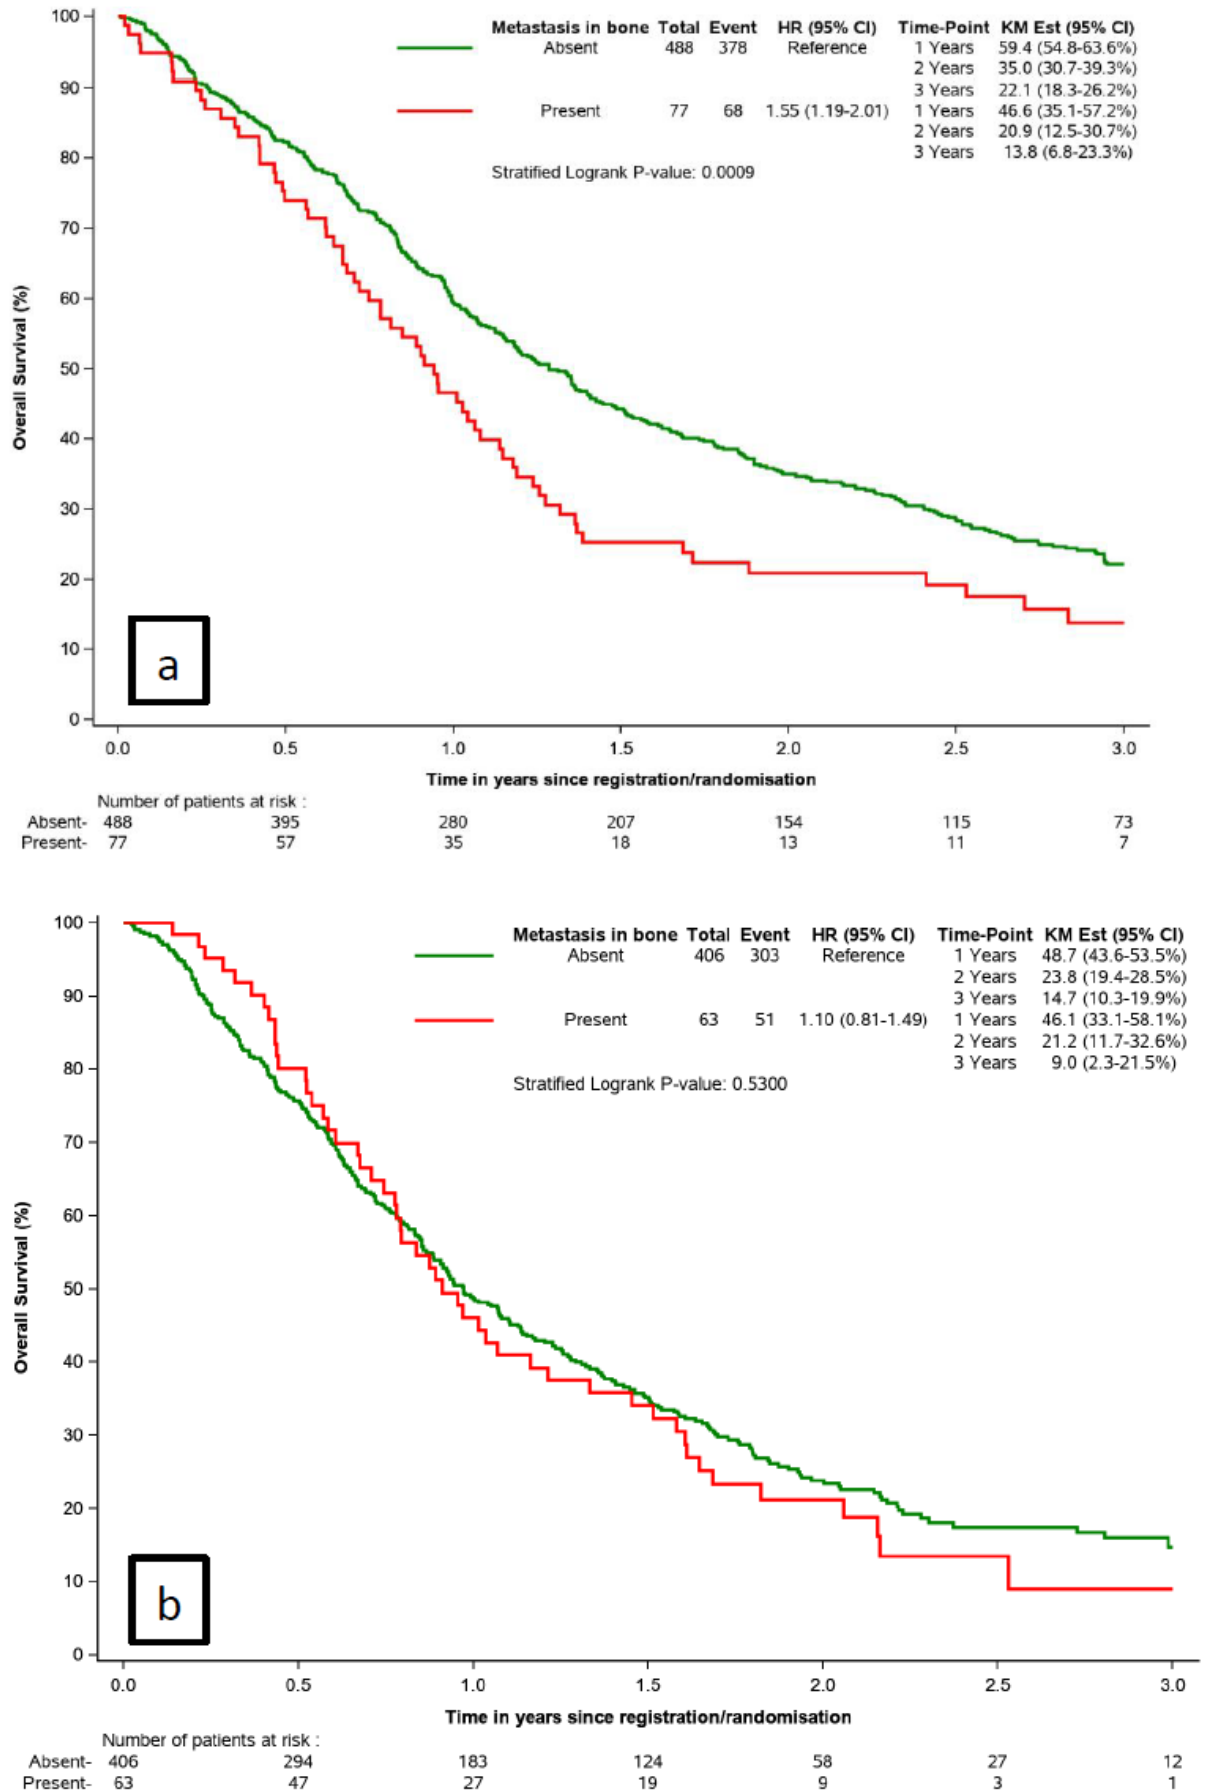 Metastasis in bone Total Event HR (95% CI) Time-Point KM Est (95% CI)
Absent 488 378 Reference 1 Years 59.4 (54.8-63.6%)
2 Years 35.0 (30.7-39.3%)
3 Years 22.1 (18.3-26.2%)
Present 77 68 1.55 (1.19-2.01) 1 Years 46.6 (35.1-57.2%)
2 Years 20.9 (12.5-30.7%)
3 Years 13.8 (6.8-23.3%)
Stratified Logrank P-value: 0.0009
Overall Survival (%)
100
90
80
70
60
50
40
30
20
10
0
a
0.0 0.5 1.0 1.5 2.0 2.5 3.0
Time in years since registration/randomisation
Number of patients at risk :
Absent- 488 395 280 207 154 115 73
Present- 77 57 35 18 13 11 7
Metastasis in bone Total Event HR (95% CI) Time-Point KM Est (95% CI)
Absent 406 303 Reference 1 Years 48.7 (43.6-53.5%)
2 Years 23.8 (19.4-28.5%)
3 Years 14.7 (10.3-19.9%)
Present 63 51 1.10 (0.81-1.49) 1 Years 46.1 (33.1-58.1%)
2 Years 21.2 (11.7-32.6%)
3 Years 9.0 (2.3-21.5%)
Stratified Logrank P-value: 0.5300
Overall Survival (%)
100
90
80
70
60
50
40
30
20
10
0
b
0.0 0.5 1.0 1.5 2.0 2.5 3.0
Time in years since registration/randomisation
Number of patients at risk :
Absent- 406 294 183 124 58 27 12
Present- 63 47 27 19 9 3 1